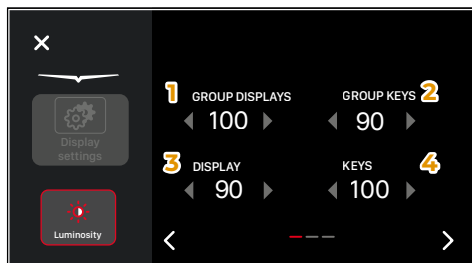 1 GROUP DISPLAYS
100
GROUP KEYS 2
90
Display
settings
3 DISPLAY
90
KEYS 4
100
Luminosity